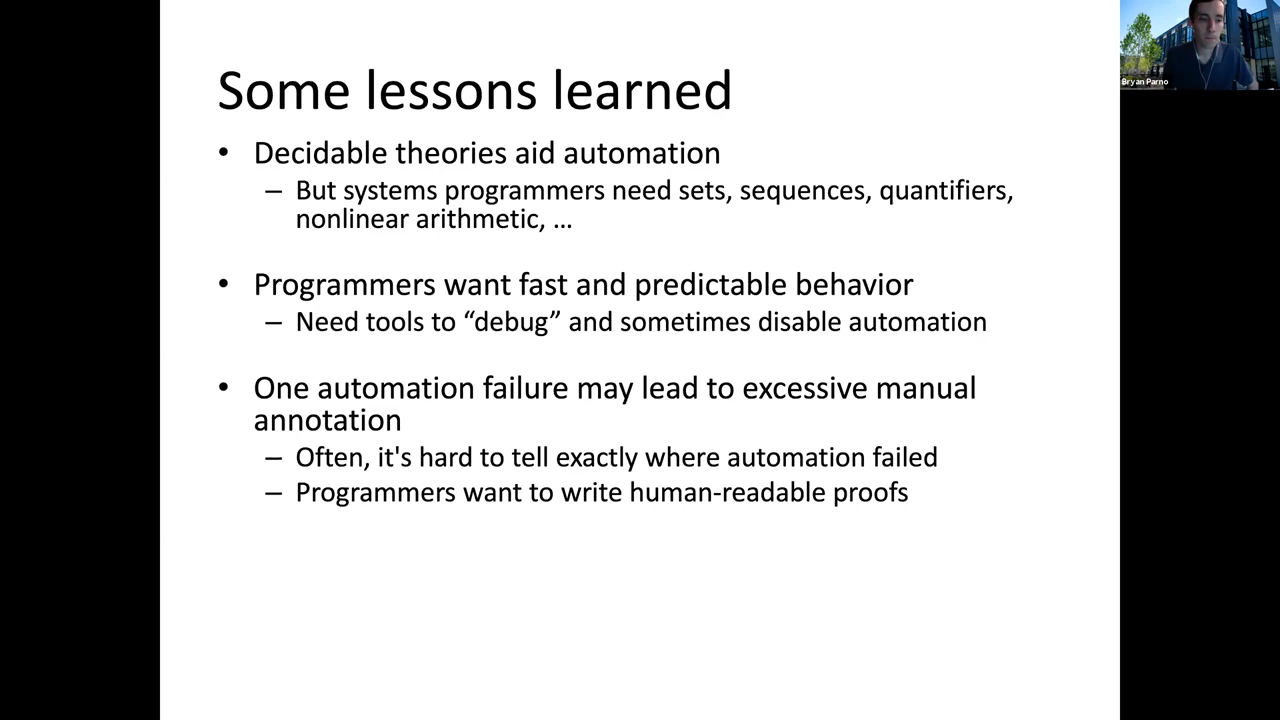 Some lessons learned
• Decidable theories aid automation
– But systems programmers need sets, sequences, quantifiers,
nonlinear arithmetic, ...
• Programmers want fast and predictable behavior
– Need tools to “debug” and sometimes disable automation
• One automation failure may lead to excessive manual
annotation
– Often, it's hard to tell exactly where automation failed
– Programmers want to write human-readable proofs
Bryan Parno